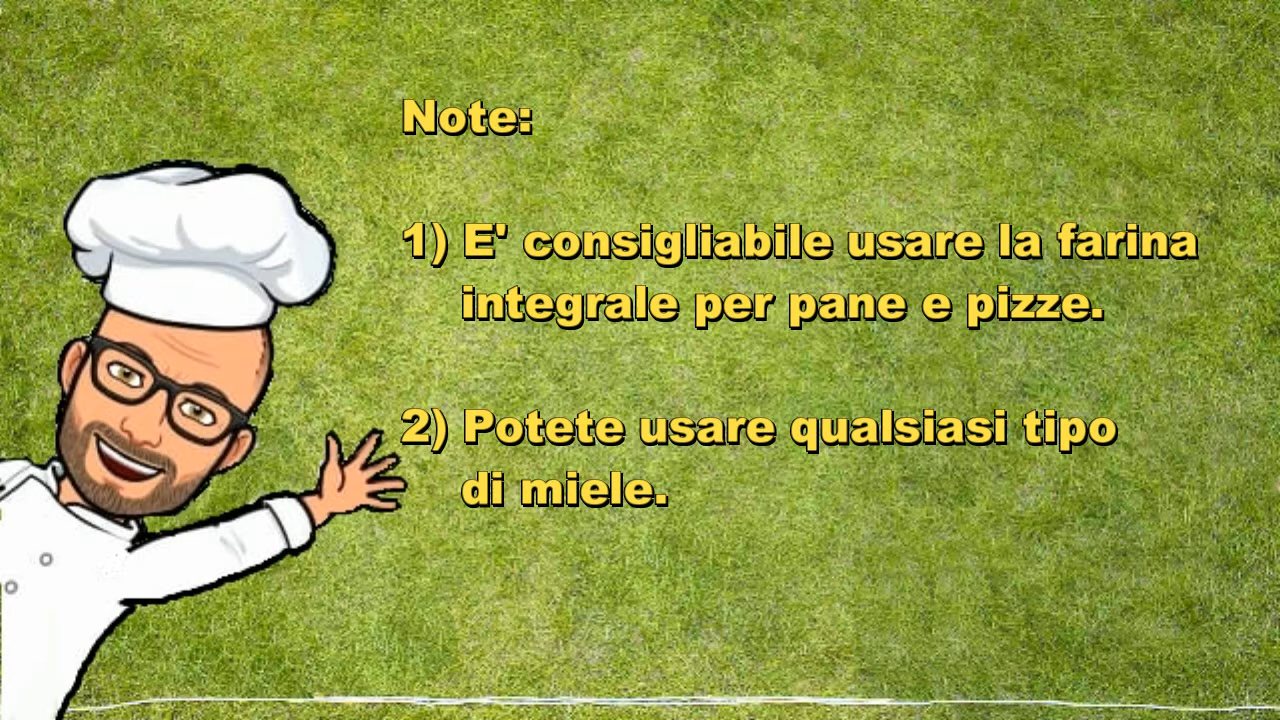 Note:
1) E' consigliabile usare la farina
integrale per pane e pizze.
2) Potete usare qualsiasi tipo
di miele.